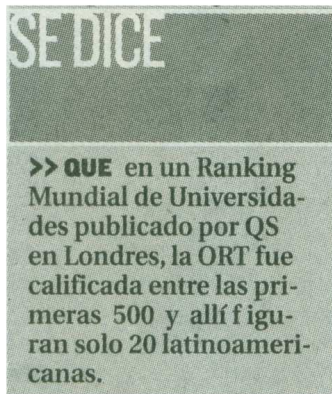 SE DICE
>> QUE en un Ranking
Mundial de Universida-
des publicado por QS
en Londres, la ORT fue
calificada entre las pri-
meras 500 y allí f igu-
ran solo 20 latinoameri-
canas.